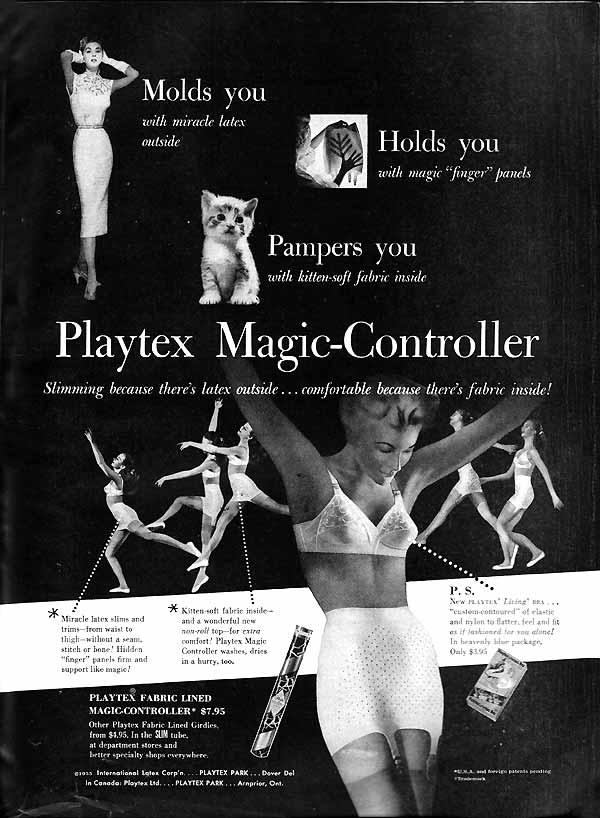 Molds you
with miracle latex
outside
Holds you
with magic "finger" panels
Pampers you
with kitten-soft fabric inside
Playtex Magic-Controller
Slimming because there's latex outside . . . comfortable because there's fabric inside!
* Miracle latex slims and
trims—from waist to
thigh—without a seam,
stitch or bone! Hidden
"finger" panels firm and
support like magic!
* Kitten-soft fabric inside—
and a wonderful new
non-roll top—for extra
comfort! Playtex Magic
Controller washes, dries
in a hurry, too.
P. S.
New PLAYTEX® Living® BRA . . .
"custom-contoured" of elastic
and nylon to flatter, feel and fit
as if fashioned for you alone!
In heavenly blue package.
Only $3.95
PLAYTEX® FABRIC LINED
MAGIC-CONTROLLER* $7.95
Other Playtex Fabric Lined Girdles,
from $4.95. In the SLIM tube,
at department stores and
better specialty shops everywhere.
©1955 International Latex Corp'n. . . . PLAYTEX PARK . . . Dover Del
In Canada: Playtex Ltd. . . . PLAYTEX PARK . . . Arnprior, Ont.
*U.S.A. and foreign patents pending
Trademark